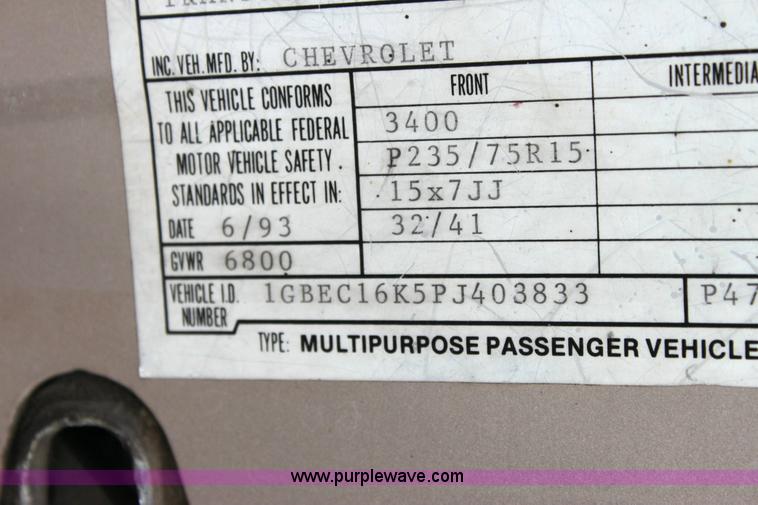 INC. VEH. MFD. BY: CHEVROLET
THIS VEHICLE CONFORMS
TO ALL APPLICABLE FEDERAL
MOTOR VEHICLE SAFETY
STANDARDS IN EFFECT IN:
DATE 6/93
GVWR 6800
FRONT
3400
P235/75R15
15x7JJ
32/41
INTERMEDIA
VEHICLE I.D. NUMBER 1GBEC16K5PJ403833 P47
TYPE: MULTIPURPOSE PASSENGER VEHICLE
www.purplewave.com